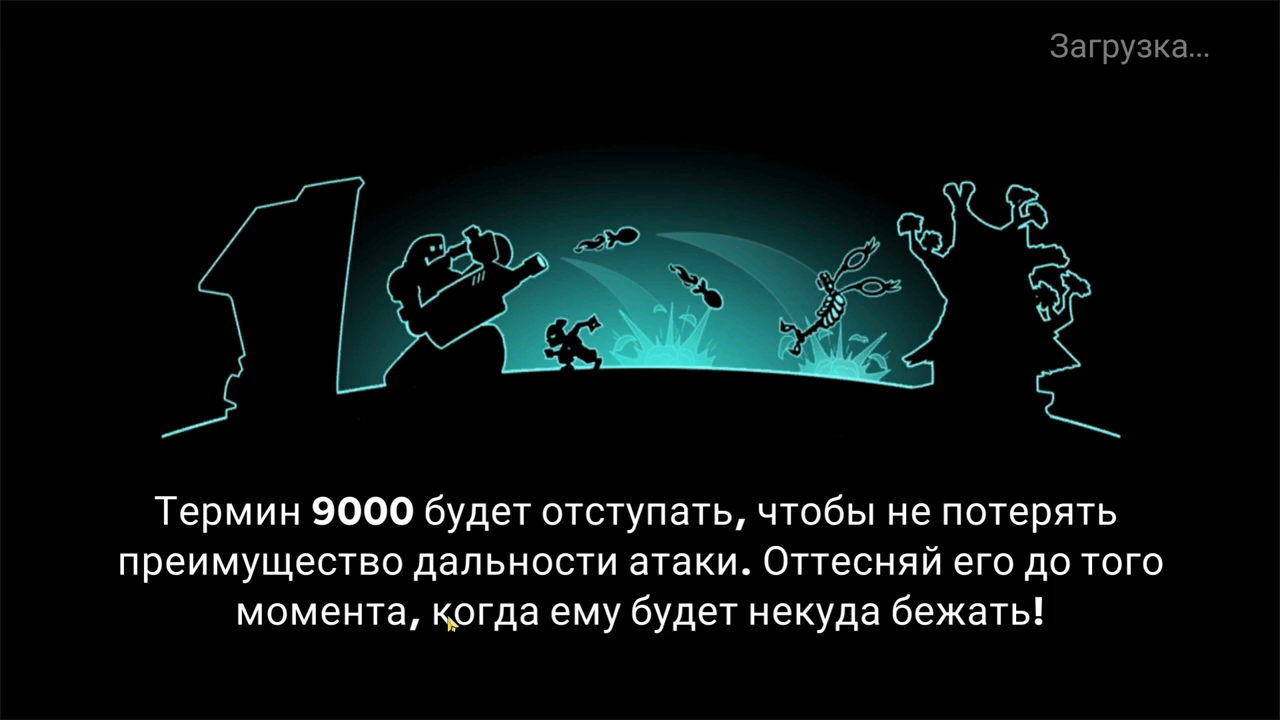 Загрузка...
Термин 9000 будет отступать, чтобы не потерять
преимущество дальности атаки. Оттесняй его до того
момента, когда ему будет некуда бежать!